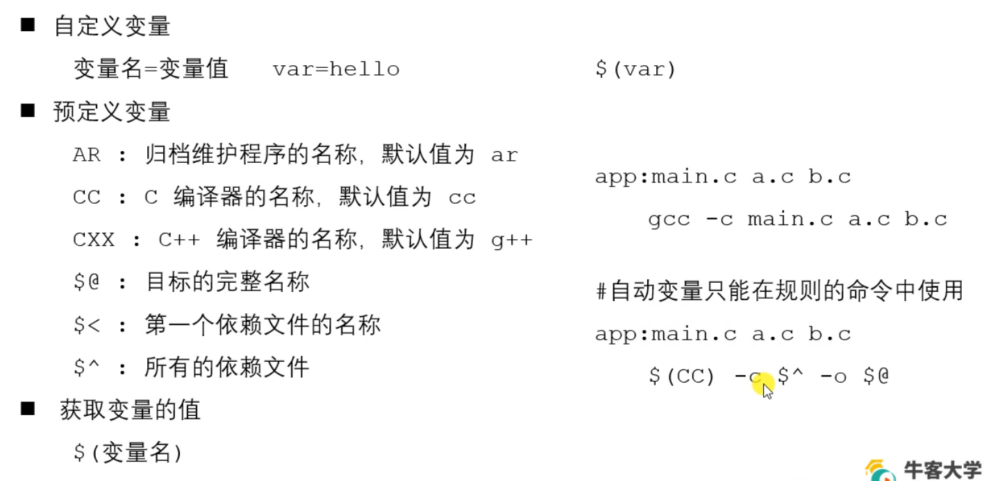 ■ 自定义变量
变量名=变量值 var=hello $(var)
■ 预定义变量
AR : 归档维护程序的名称, 默认值为 ar
CC : C 编译器的名称, 默认值为 cc
CXX : C++ 编译器的名称, 默认值为 g++
$@ : 目标的完整名称
$< : 第一个依赖文件的名称
$^ : 所有的依赖文件
■ 获取变量的值
$(变量名)
app:main.c a.c b.c
gcc -c main.c a.c b.c
#自动变量只能在规则的命令中使用
app:main.c a.c b.c
$(CC) -c $^ -o $@
牛客大学